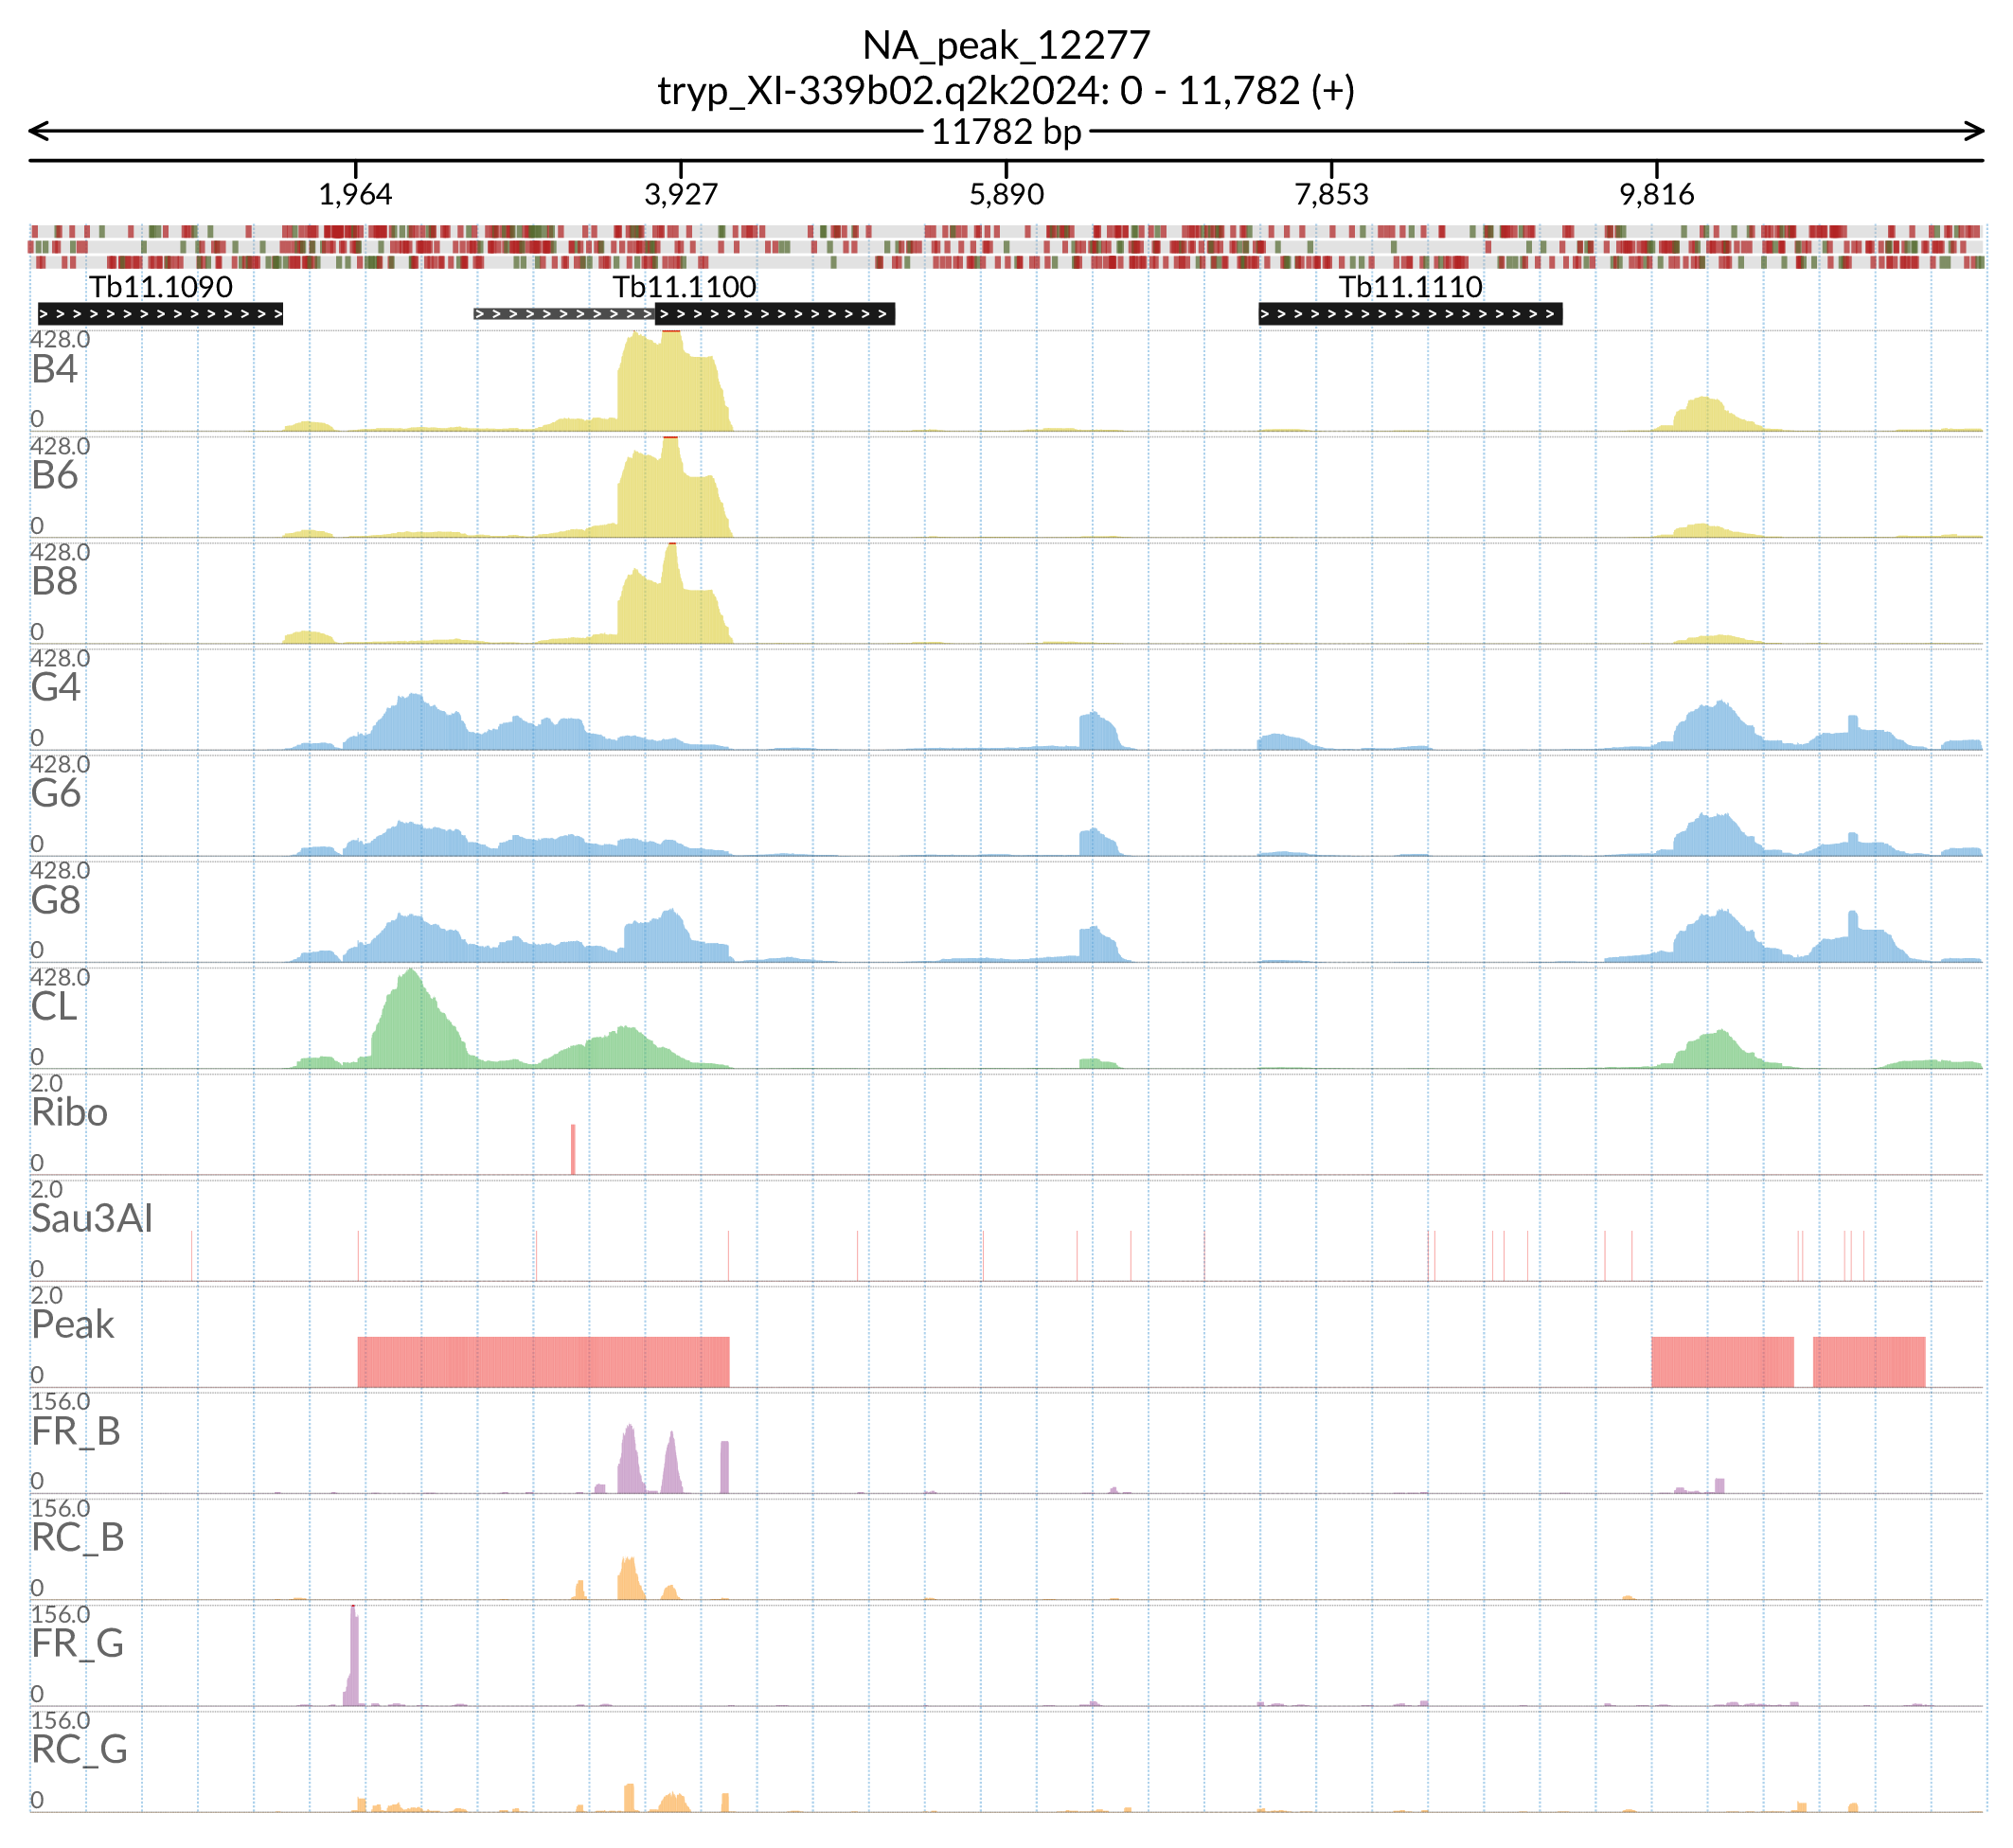 NA_peak_12277
tryp_XI-339b02.q2k2024: 0 - 11,782 (+)
11782 bp
1,964 3,927 5,890 7,853 9,816
Tb11.1090 Tb11.1100 Tb11.1110
428.0
B4
0
428.0
B6
0
428.0
B8
0
428.0
G4
0
428.0
G6
0
428.0
G8
0
428.0
CL
0
2.0
Ribo
0
2.0
Sau3AI
0
2.0
Peak
0
156.0
FR_B
0
156.0
RC_B
0
156.0
FR_G
0
156.0
RC_G
0